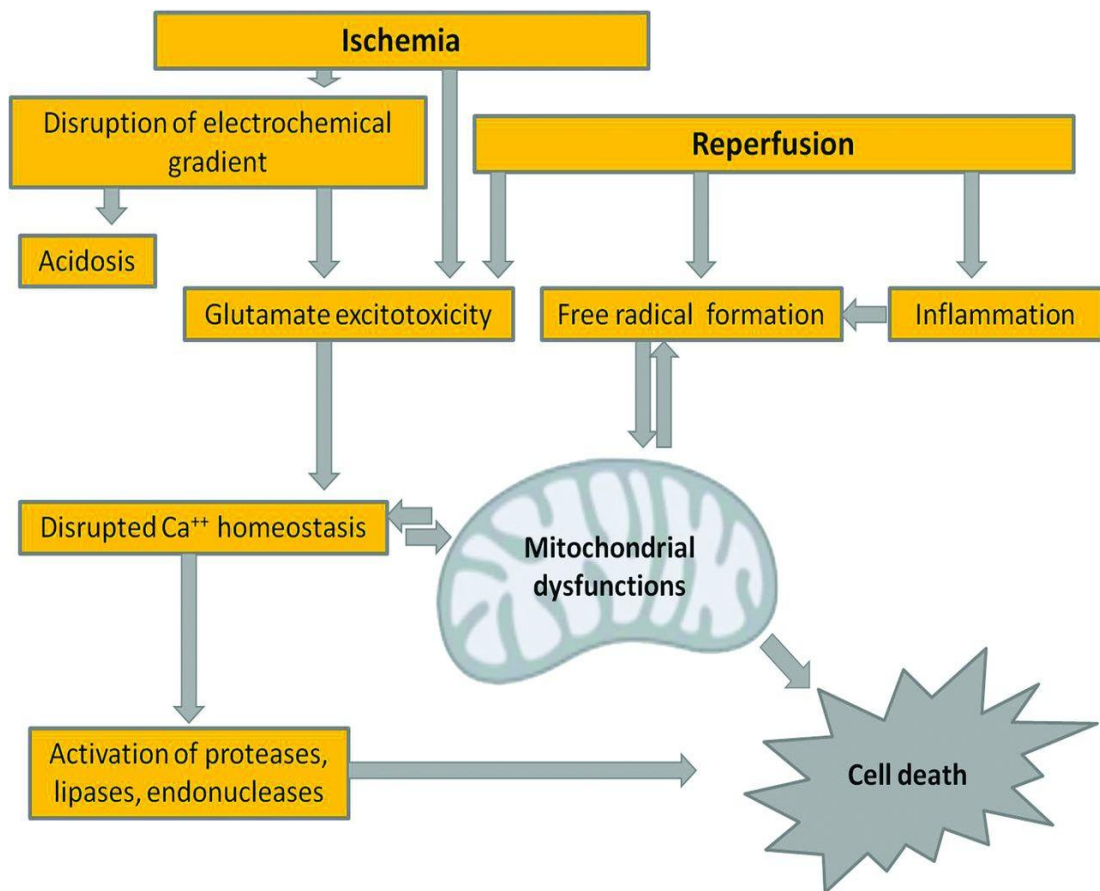 Ischemia
Disruption of electrochemical
gradient
Reperfusion
Acidosis
Glutamate excitotoxicity
Free radical formation
Inflammation
Disrupted Ca⁺⁺ homeostasis
Mitochondrial
dysfunctions
Activation of proteases,
lipases, endonucleases
Cell death